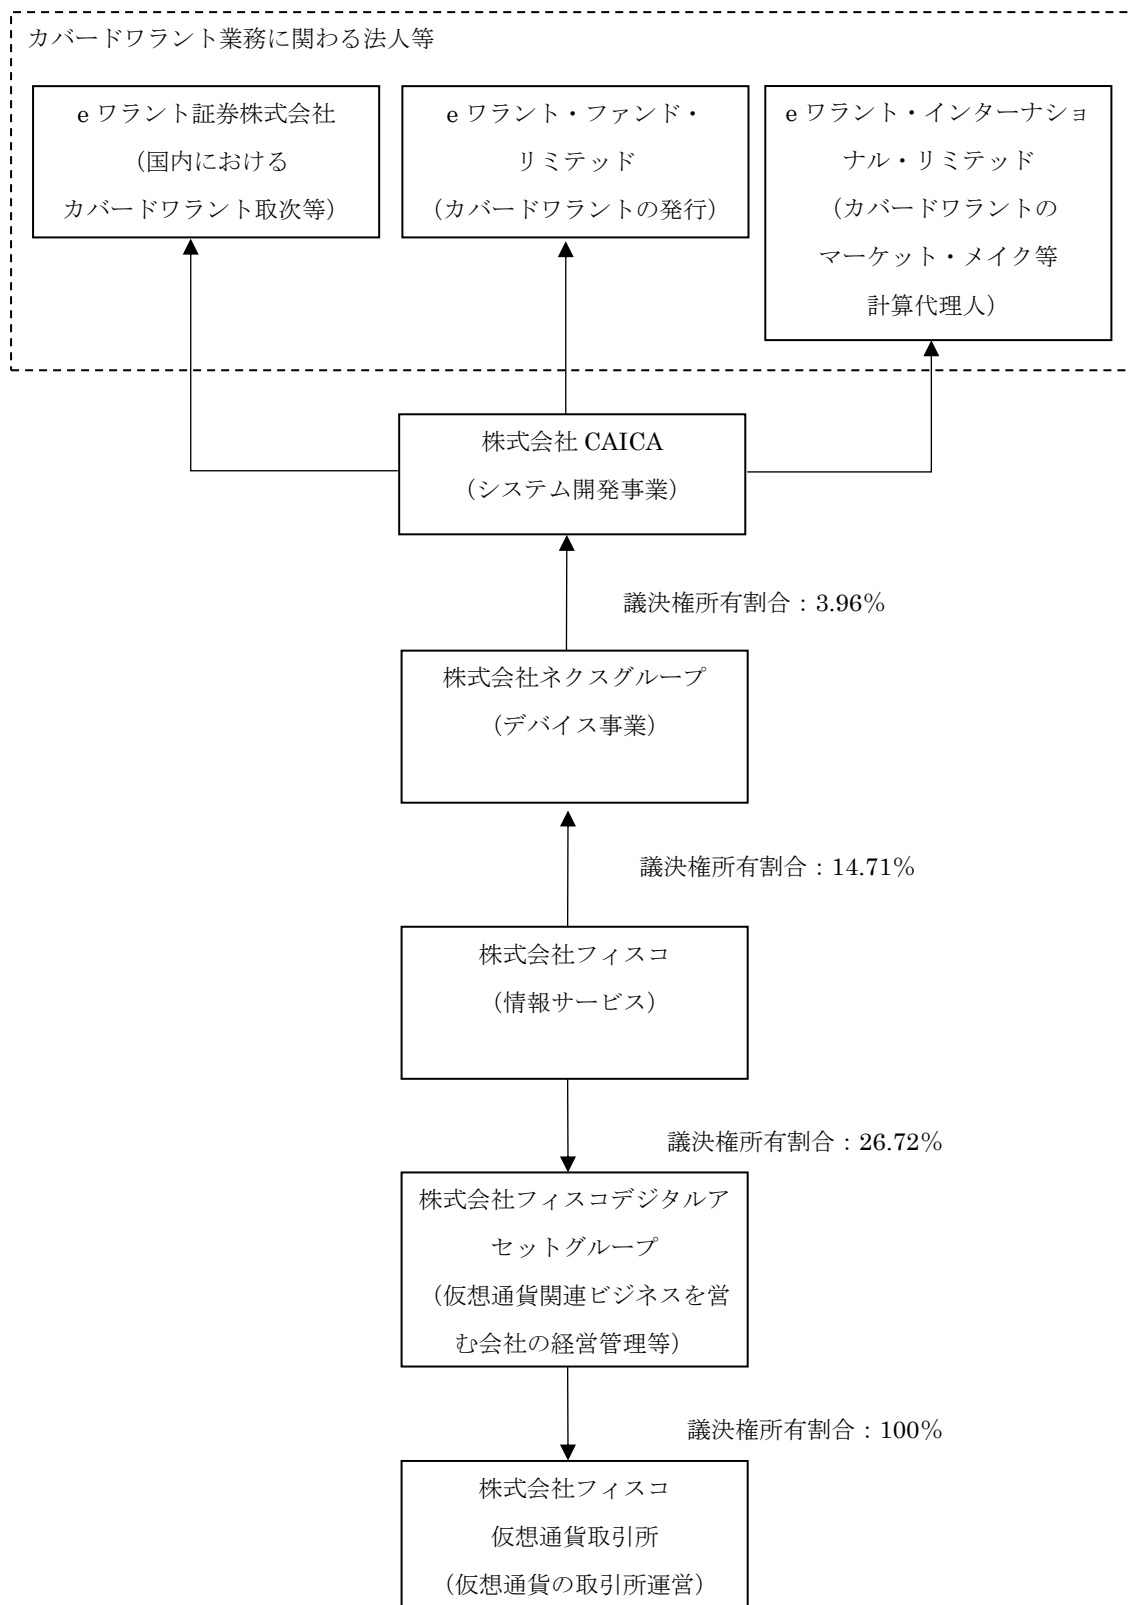 カバードワラント業務に関わる法人等
e ワラント証券株式会社
（国内における
カバードワラント取次等）
e ワラント・ファンド・
リミテッド
（カバードワラントの発行）
e ワラント・インターナショ
ナル・リミテッド
（カバードワラントの
マーケット・メイク等
計算代理人）
株式会社 CAICA
（システム開発事業）
議決権所有割合：3.96％
株式会社ネクスグループ
（デバイス事業）
議決権所有割合：14.71％
株式会社フィスコ
（情報サービス）
議決権所有割合：26.72％
株式会社フィスコデジタルア
セットグループ
（仮想通貨関連ビジネスを営
む会社の経営管理等）
議決権所有割合：100％
株式会社フィスコ
仮想通貨取引所
（仮想通貨の取引所運営）